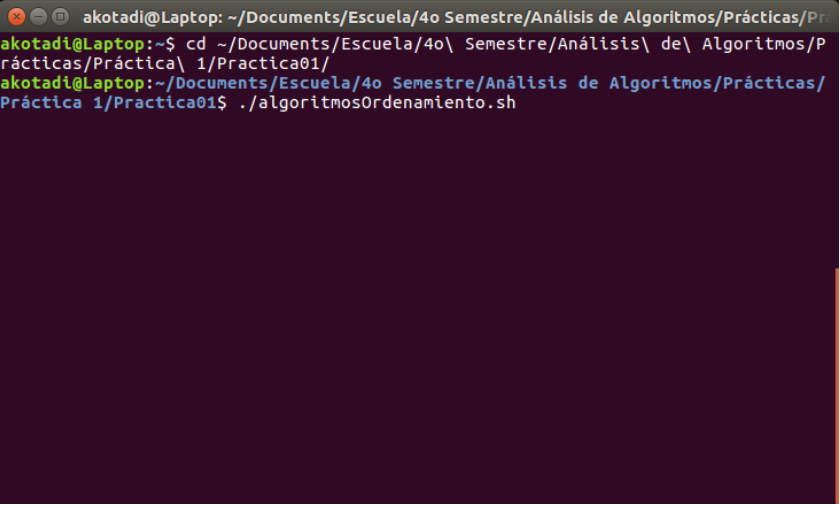 akotadi@Laptop: ~/Documents/Escuela/4o Semestre/Análisis de Algoritmos/Prácticas/Pr
akotadi@Laptop:~$ cd ~/Documents/Escuela/4o\ Semestre/Análisis\ de\ Algoritmos/P
rácticas/Práctica\ 1/Practica01/
akotadi@Laptop:~/Documents/Escuela/4o Semestre/Análisis de Algoritmos/Prácticas/
Práctica 1/Practica01$ ./algoritmosOrdenamiento.sh